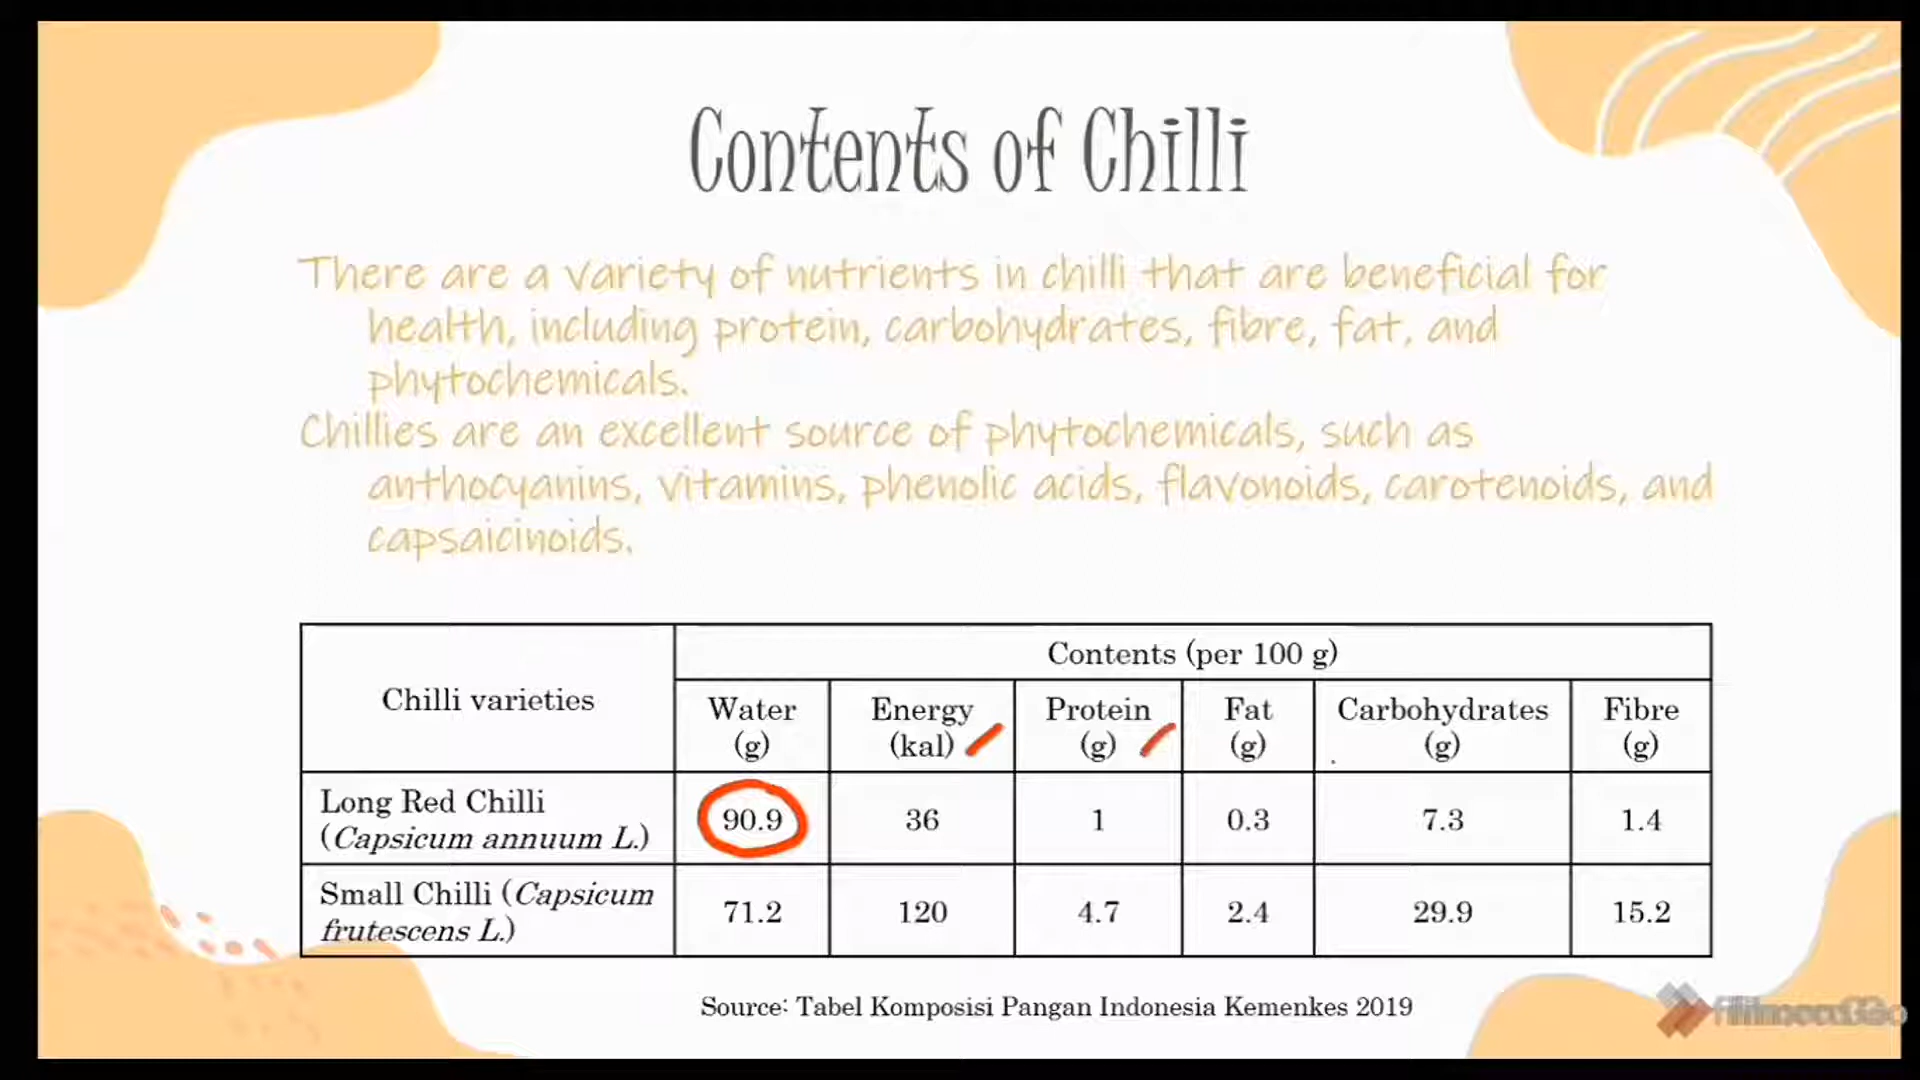 Contents of Chilli
There are a variety of nutrients in chilli that are beneficial for
health, including protein, carbohydrates, fibre, fat, and
phytochemicals.
Chillies are an excellent source of phytochemicals, such as
anthocyanins, vitamins, phenolic acids, flavonoids, carotenoids, and
capsaicinoids.
Chilli varieties
Contents (per 100 g)
Water (g) Energy (kal) Protein (g) Fat (g) Carbohydrates (g) Fibre (g)
Long Red Chilli (Capsicum annuum L.) 90.9 36 1 0.3 7.3 1.4
Small Chilli (Capsicum frutescens L.) 71.2 120 4.7 2.4 29.9 15.2
Source: Tabel Komposisi Pangan Indonesia Kemenkes 2019